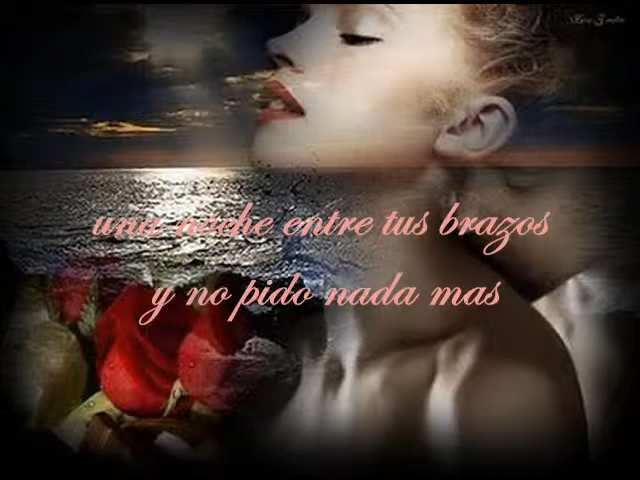 una noche entre tus brazos
y no pido nada mas